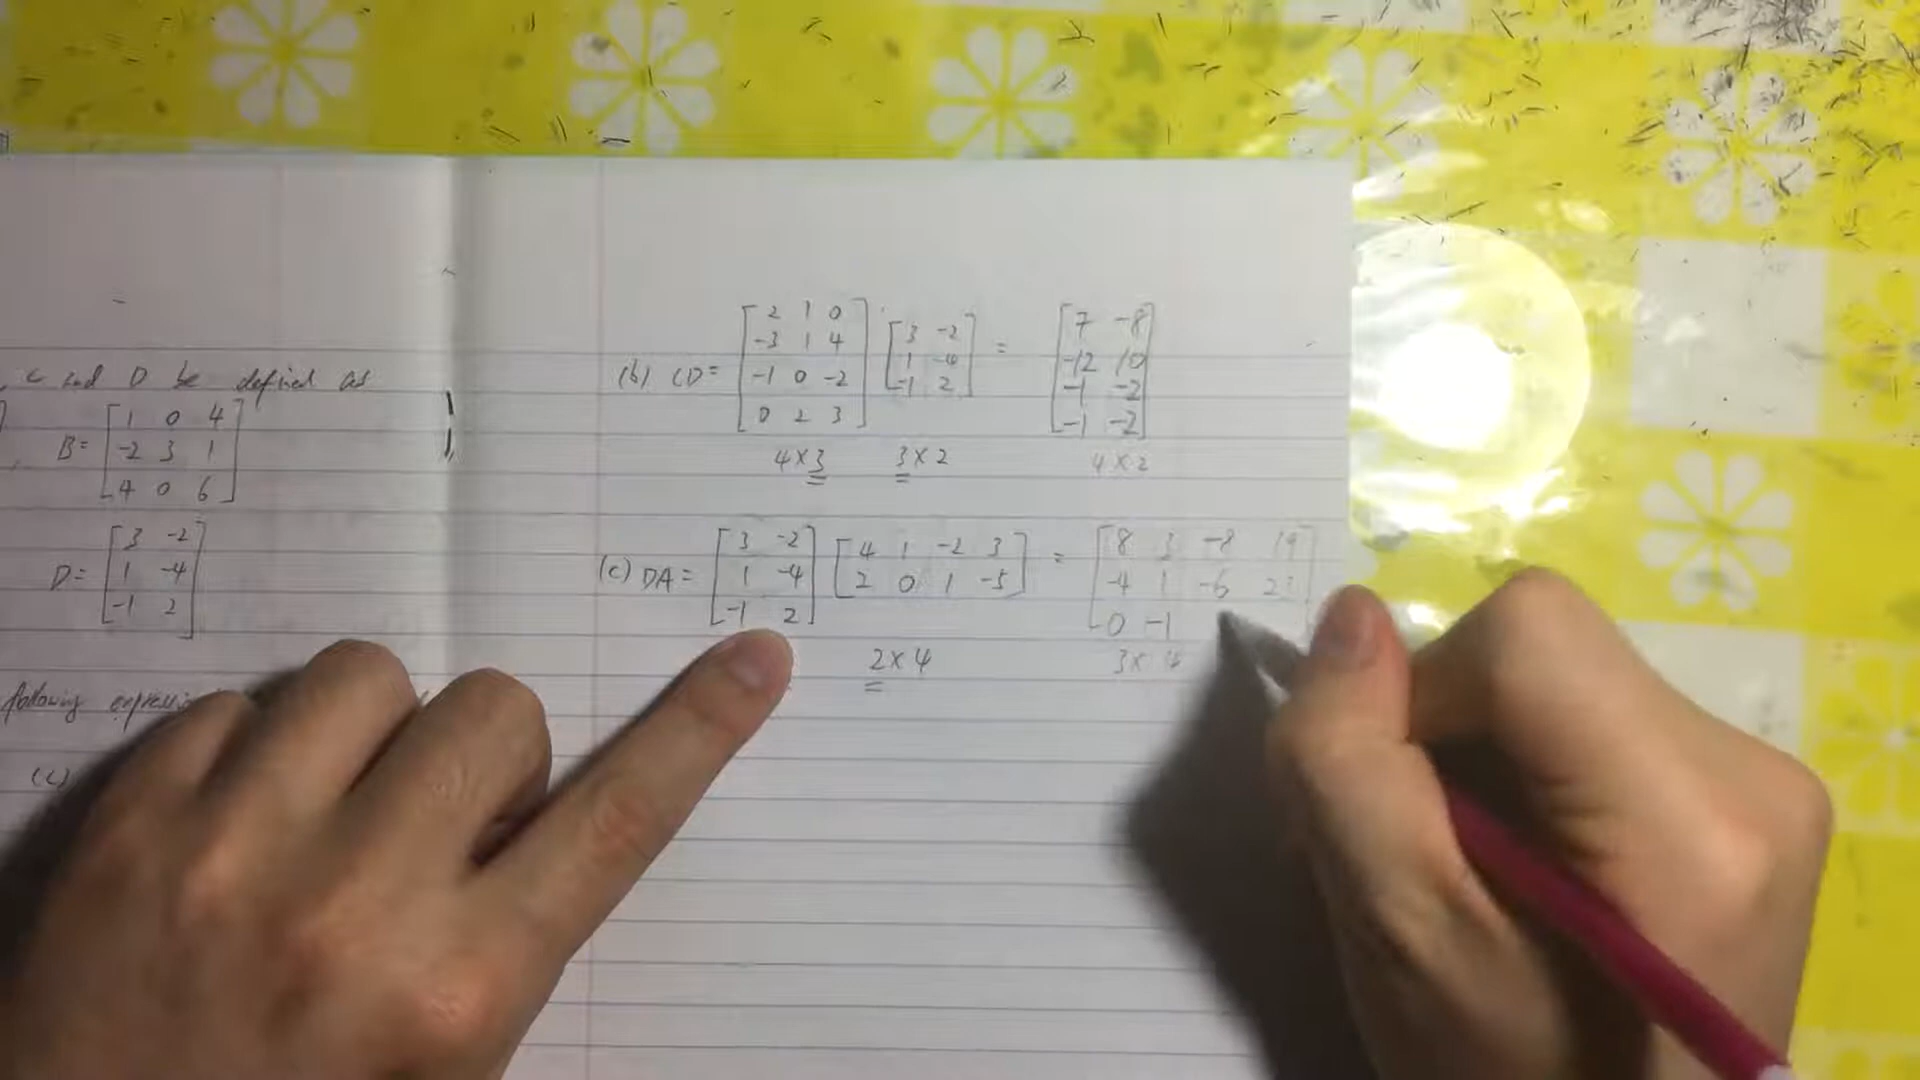 C and D be defined as
B = [1 0 4
-2 3 1
4 0 6]
D = [3 -2
1 -4
-1 2]
following
(c)
(b) CD = [2 1 0
-3 1 4
-1 0 -2
0 2 3] [3 -2
1 -4
-1 2] = [7 -8
-12 10
-1 -2
-1 -2]
4×3 3×2 4×2
(c) DA = [3 -2
1 -4
-1 2] [4 1 -2 3
2 0 1 -5] = [8 3 -8 19
-4 1 -6 23
0 -1
2×4 3×4